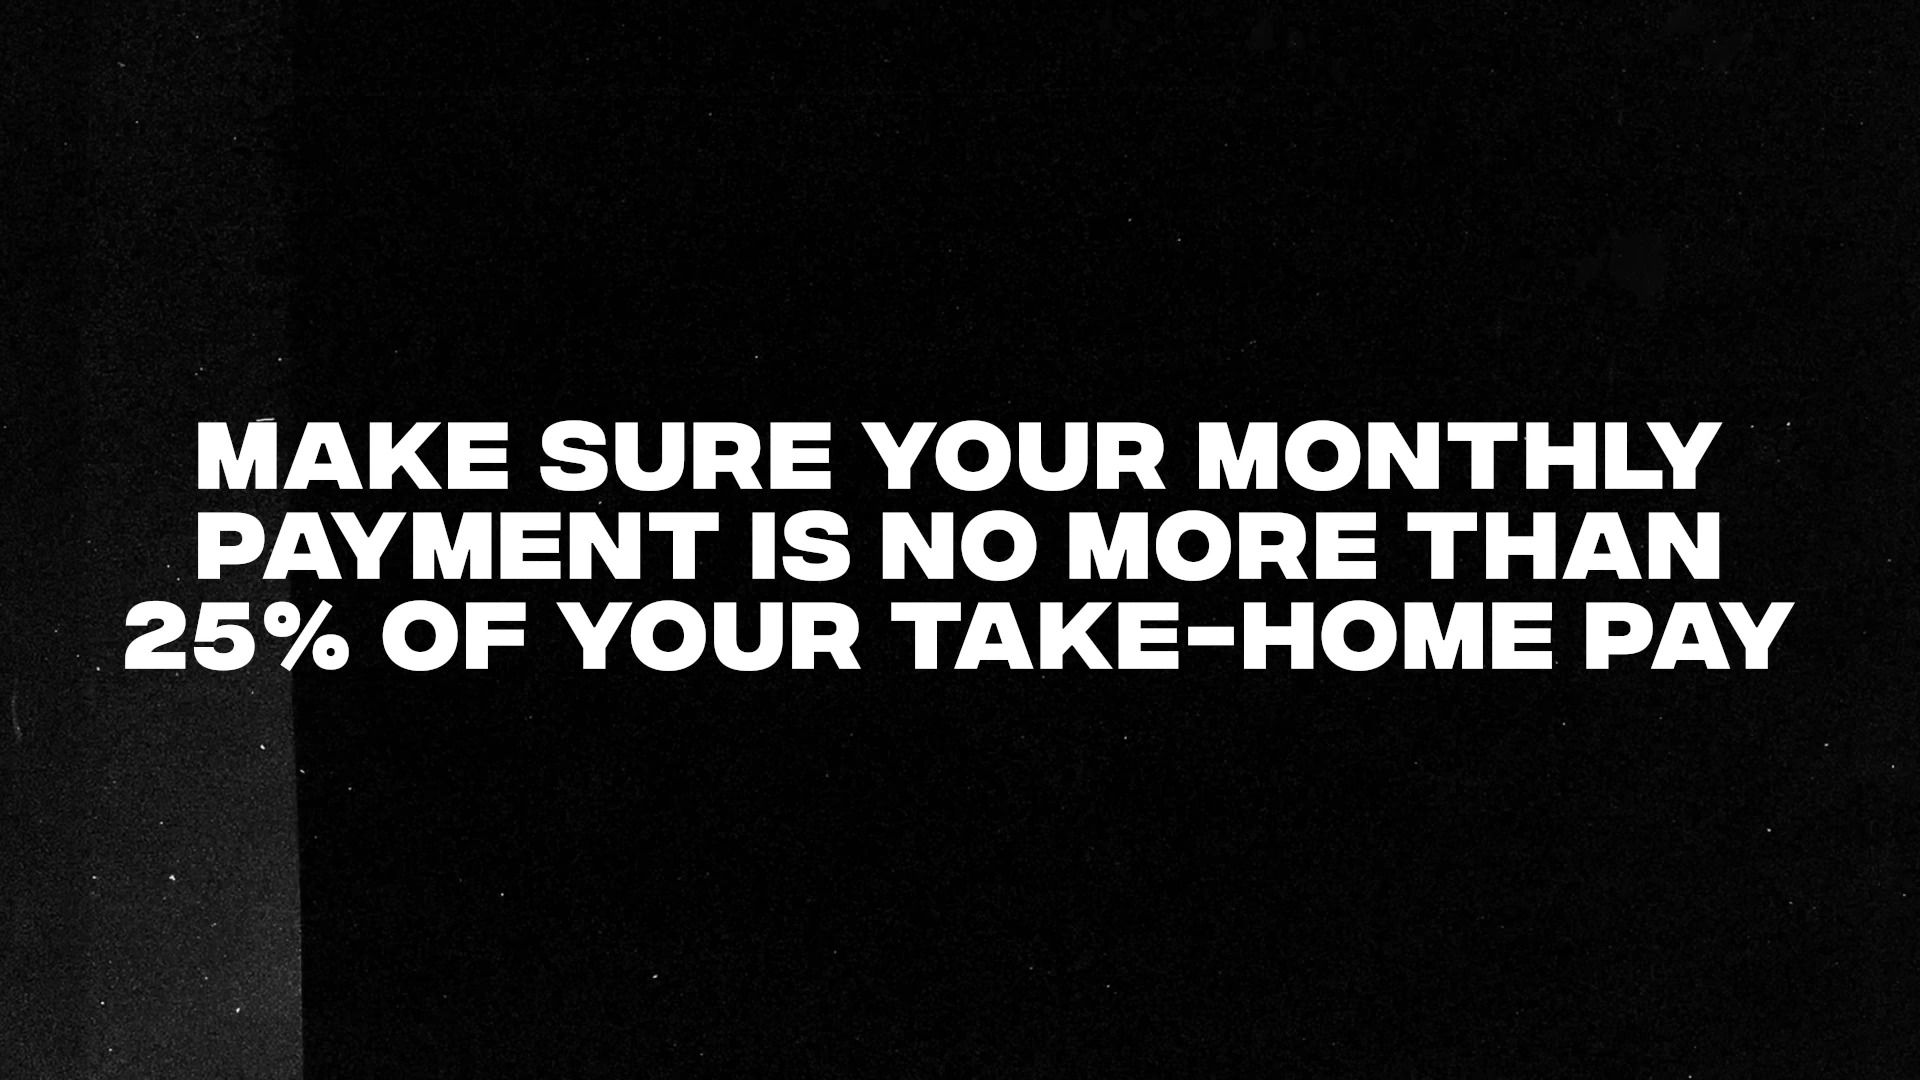 MAKE SURE YOUR MONTHLY
PAYMENT IS NO MORE THAN
25% OF YOUR TAKE-HOME PAY